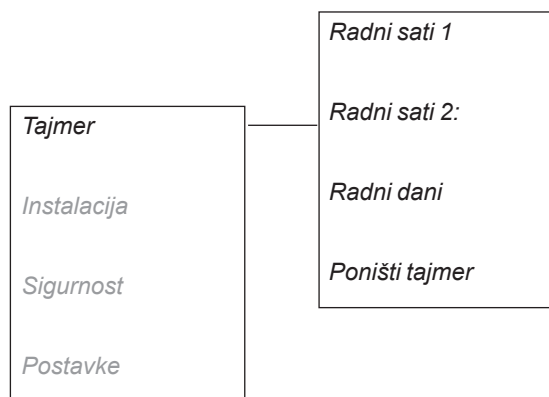 Tajmer
Instalacija
Sigurnost
Postavke
Radni sati 1
Radni sati 2:
Radni dani
Poništi tajmer